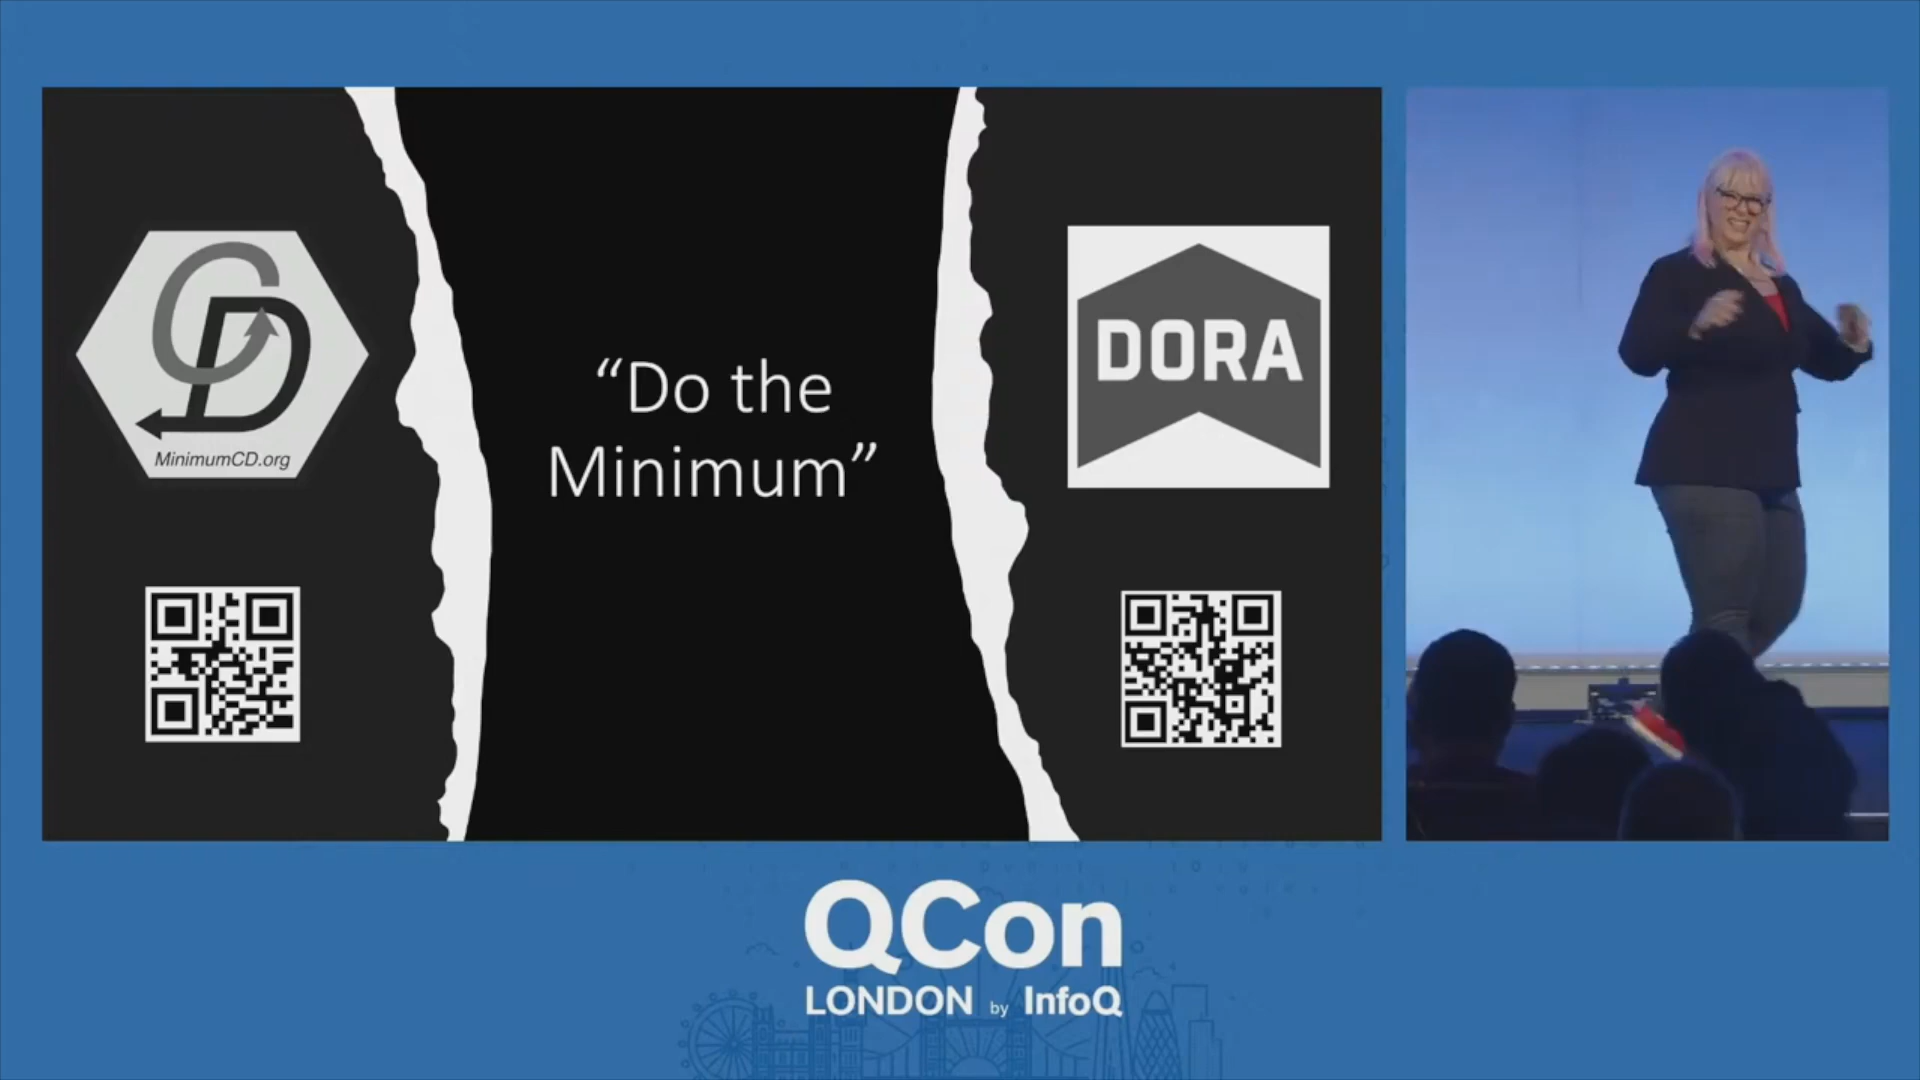 MinimumCD.org
“Do the
Minimum”
DORA
QCon
LONDON by InfoQ